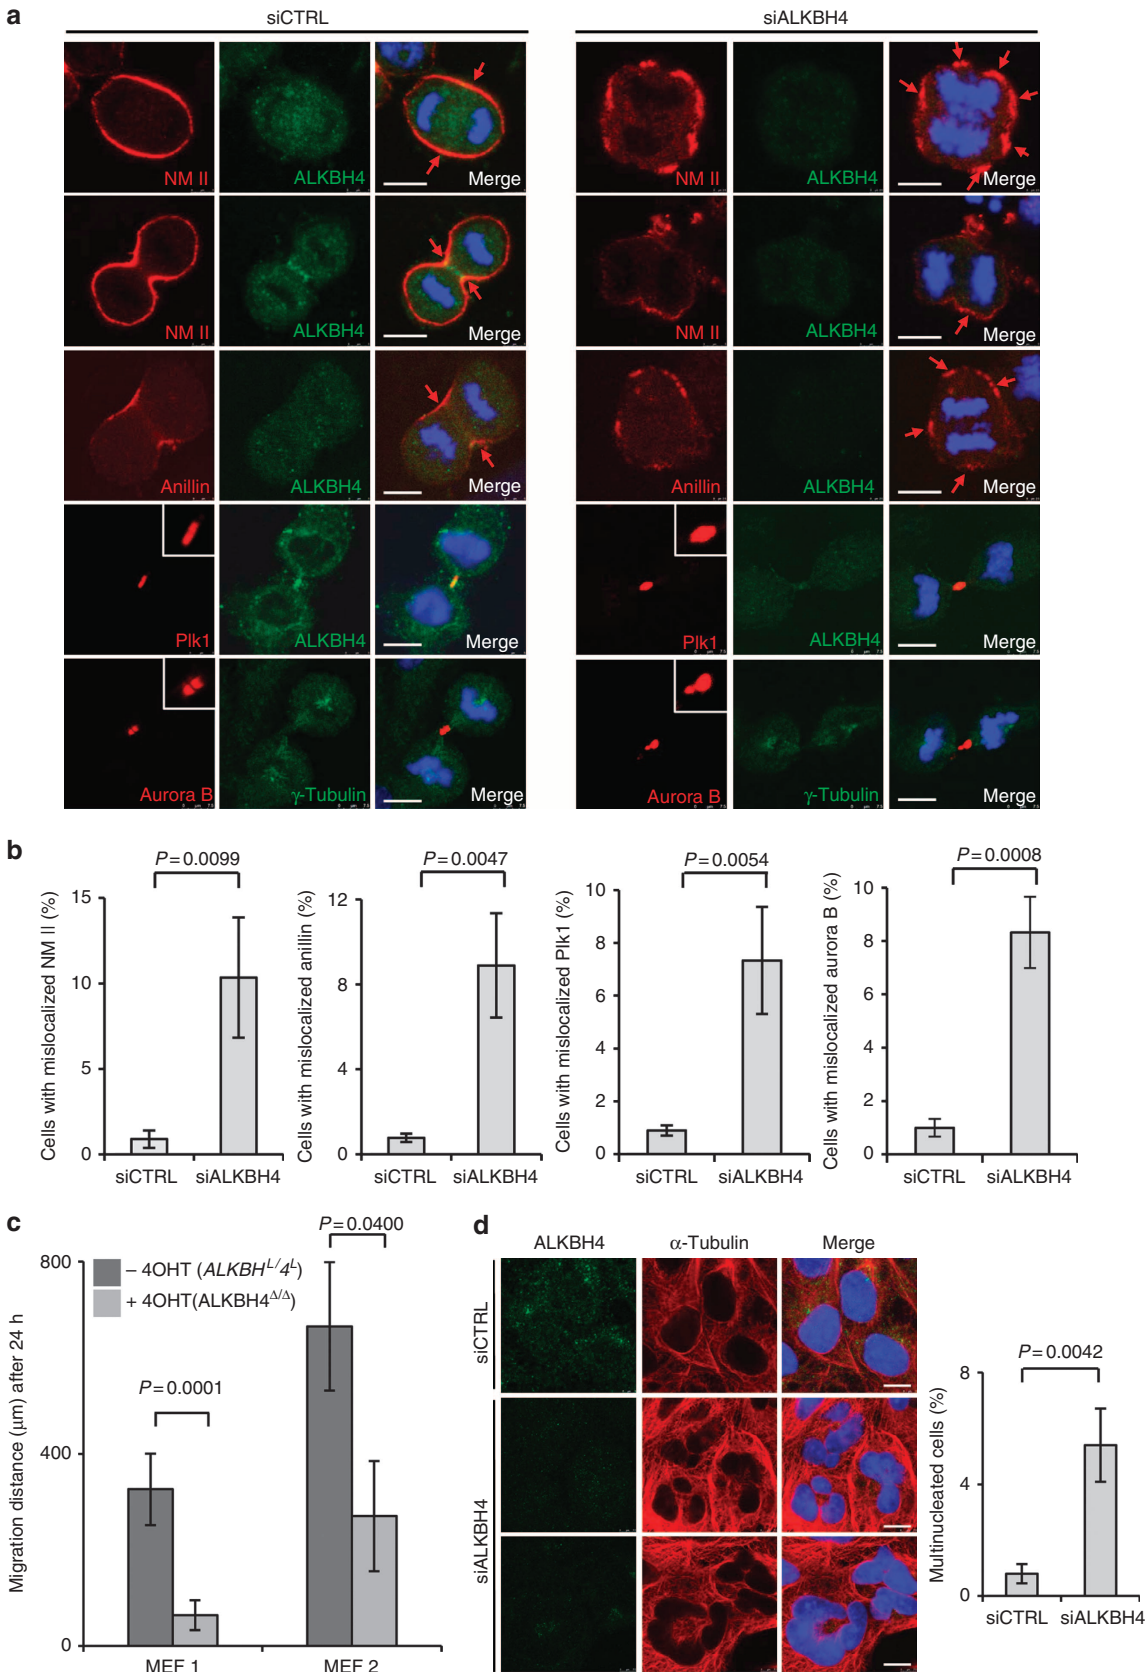 a
siCTRL
siALKBH4
NM II
ALKBH4
Merge
NM II
ALKBH4
Merge
NM II
ALKBH4
Merge
NM II
ALKBH4
Merge
Anillin
ALKBH4
Merge
Anillin
ALKBH4
Merge
Plk1
ALKBH4
Merge
Plk1
ALKBH4
Merge
Aurora B
γ-Tubulin
Merge
Aurora B
γ-Tubulin
Merge
b
P = 0.0099
Cells with mislocalized NM II (%)
15
10
5
0
siCTRL siALKBH4
P = 0.0047
Cells with mislocalized anillin (%)
12
8
4
0
siCTRL siALKBH4
P = 0.0054
Cells with mislocalized Plk1 (%)
10
8
6
4
2
0
siCTRL siALKBH4
P = 0.0008
Cells with mislocalized aurora B (%)
10
8
6
4
2
0
siCTRL siALKBH4
c
P = 0.0400
– 4OHT (ALKBH^L/4^L)
+ 4OHT(ALKBH4^Δ/Δ)
P = 0.0001
Migration distance (μm) after 24 h
800
400
0
MEF 1 MEF 2
d
ALKBH4 α-Tubulin Merge
siCTRL
siALKBH4
P = 0.0042
Multinucleated cells (%)
8
4
0
siCTRL siALKBH4